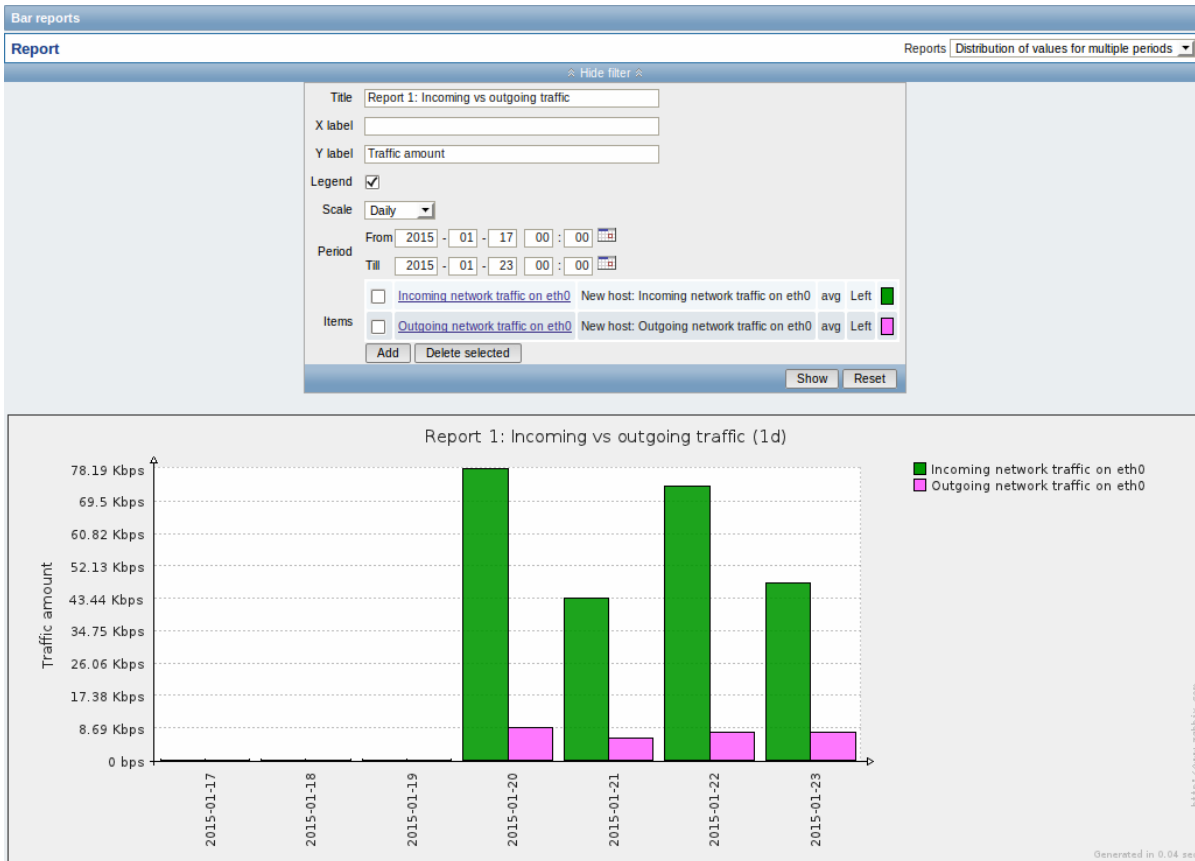 Bar reports
Report
Reports Distribution of values for multiple periods
Hide filter
Title Report 1: Incoming vs outgoing traffic
X label
Y label Traffic amount
Legend
Scale Daily
Period
From 2015 - 01 - 17 00 : 00
Till 2015 - 01 - 23 00 : 00
Items
Incoming network traffic on eth0 New host: Incoming network traffic on eth0 avg Left
Outgoing network traffic on eth0 New host: Outgoing network traffic on eth0 avg Left
Add Delete selected
Show Reset
Report 1: Incoming vs outgoing traffic (1d)
78.19 Kbps
69.5 Kbps
60.82 Kbps
52.13 Kbps
43.44 Kbps
34.75 Kbps
26.06 Kbps
17.38 Kbps
8.69 Kbps
0 bps
Traffic amount
2015-01-17
2015-01-18
2015-01-19
2015-01-20
2015-01-21
2015-01-22
2015-01-23
Incoming network traffic on eth0
Outgoing network traffic on eth0
Generated in 0.04 sec